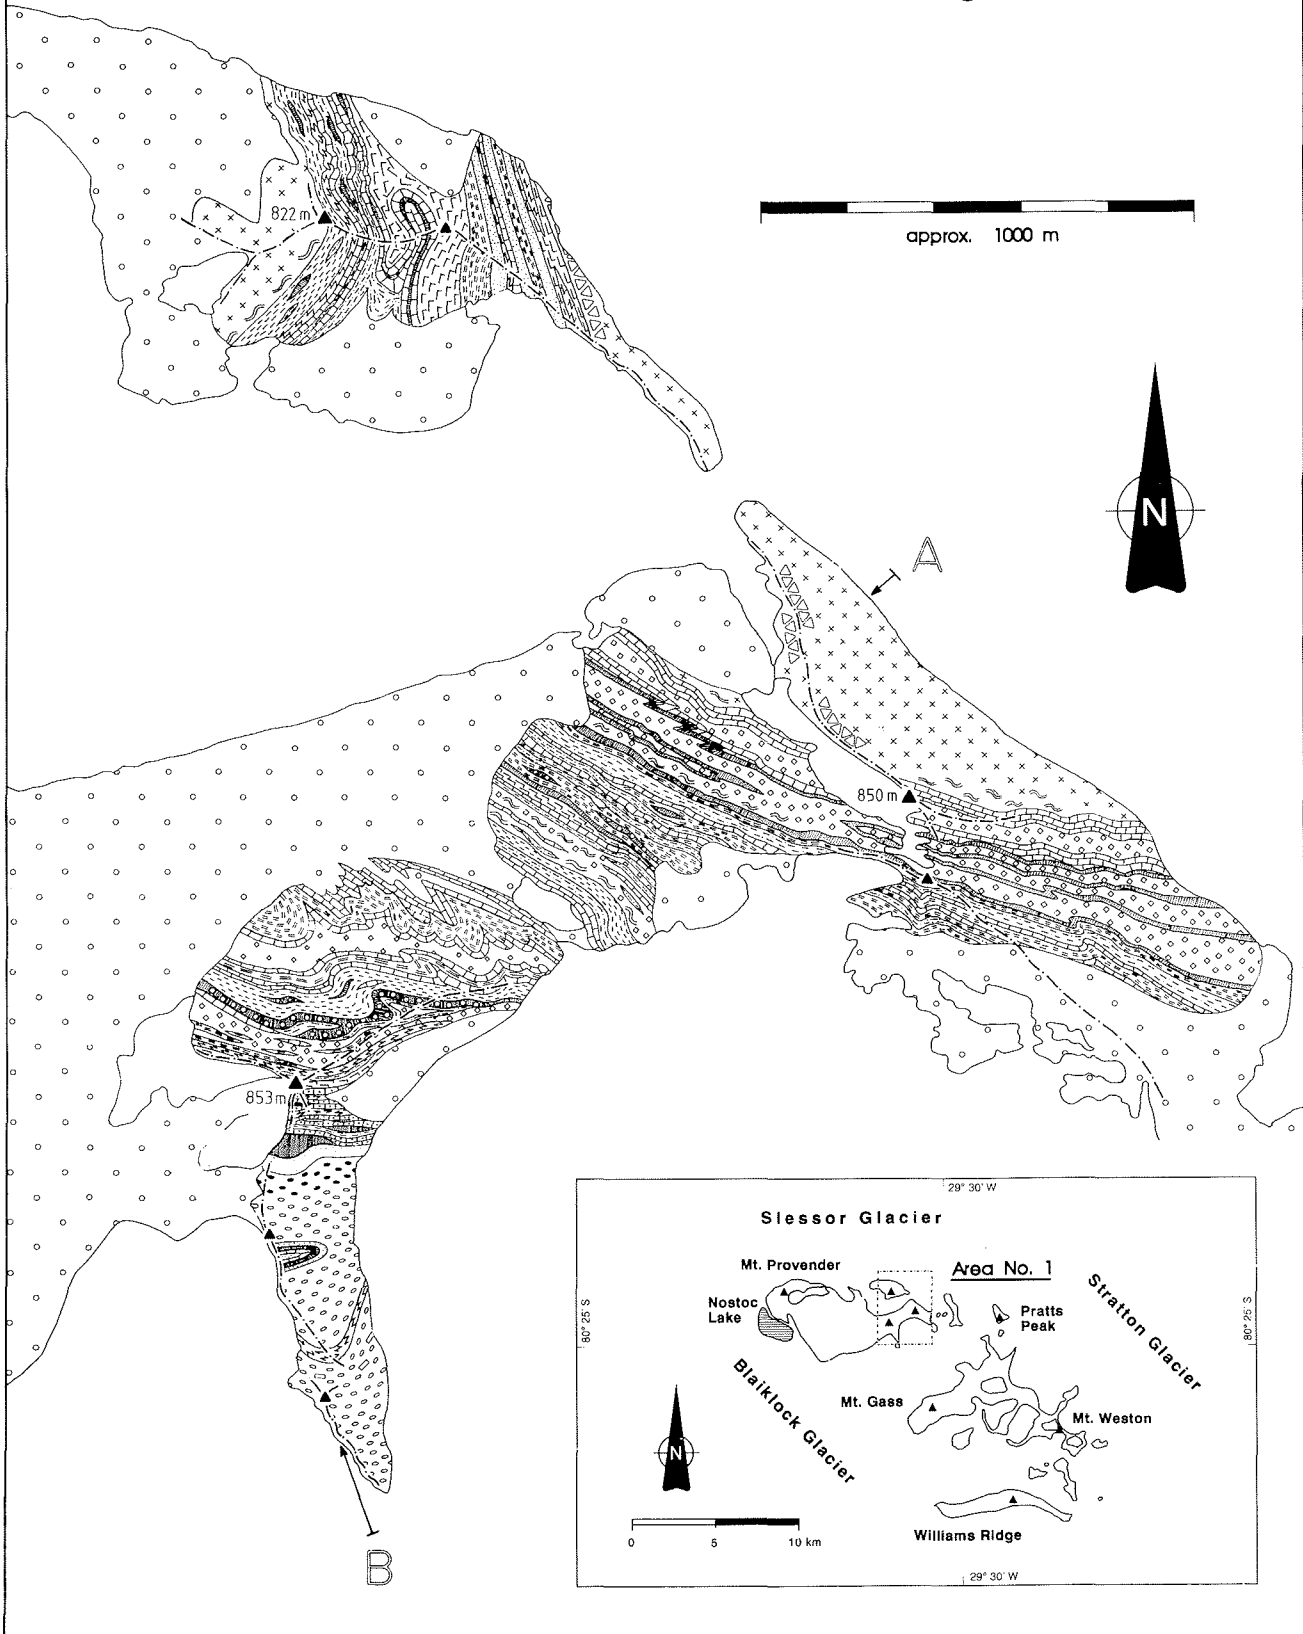 822 m
approx. 1000 m
N
A
850 m
853 m
B
29° 30' W
Slessor Glacier
Mt. Provender
Area No. 1
Nostoc
Lake
Pratts
Peak
Stratton Glacier
80° 25' S
80° 25' S
Blaiklock Glacier
Mt. Gass
Mt. Weston
N
Williams Ridge
0 5 10 km
29° 30' W